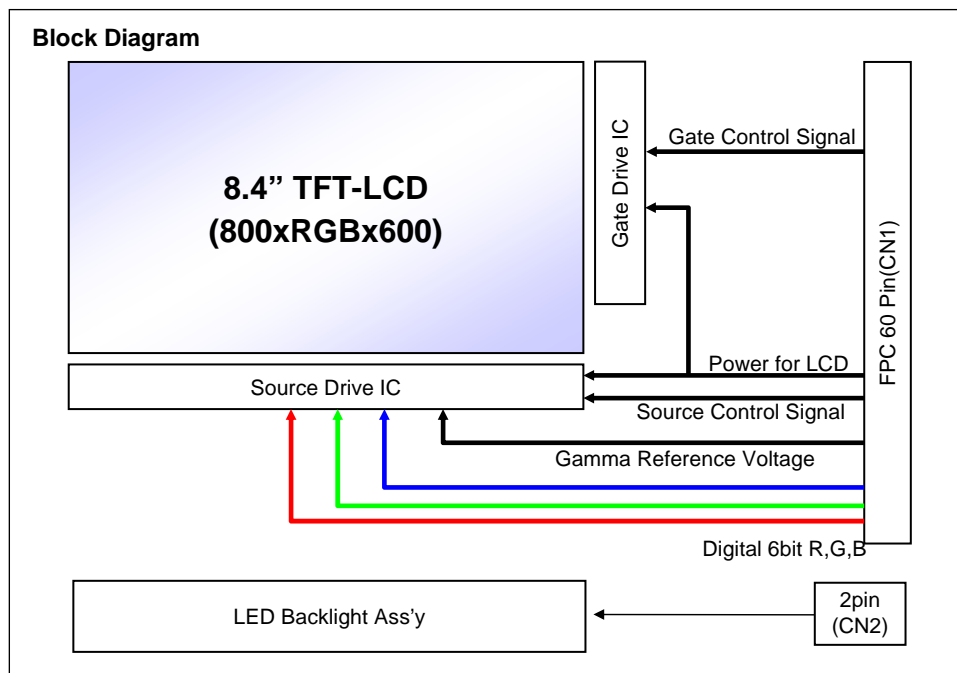 Block Diagram
8.4” TFT-LCD
(800xRGBx600)
Gate Drive IC
Gate Control Signal
FPC 60 Pin(CN1)
Power for LCD
Source Drive IC
Source Control Signal
Gamma Reference Voltage
Digital 6bit R,G,B
LED Backlight Ass’y
2pin
(CN2)